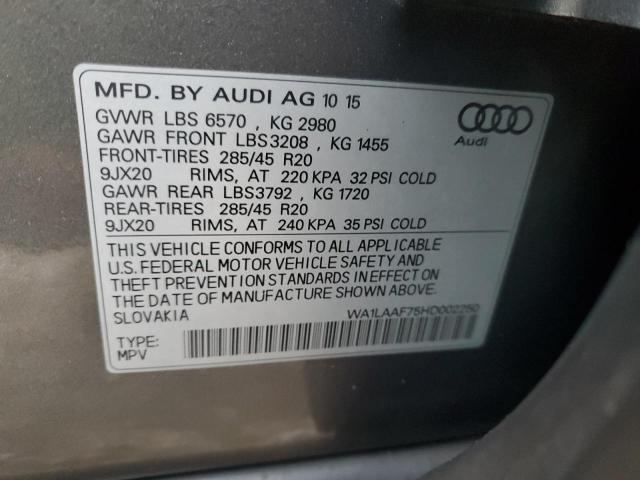 MFD. BY AUDI AG 10 15
GVWR LBS 6570 , KG 2980
GAWR FRONT LBS3208 , KG 1455
FRONT-TIRES 285/45 R20
9JX20 RIMS, AT 220 KPA 32 PSI COLD
GAWR REAR LBS3792 , KG 1720
REAR-TIRES 285/45 R20
9JX20 RIMS, AT 240 KPA 35 PSI COLD
THIS VEHICLE CONFORMS TO ALL APPLICABLE
U.S. FEDERAL MOTOR VEHICLE SAFETY AND
THEFT PREVENTION STANDARDS IN EFFECT ON
THE DATE OF MANUFACTURE SHOWN ABOVE
SLOVAKIA
WA1LAAF75HD002250
TYPE:
MPV
Audi